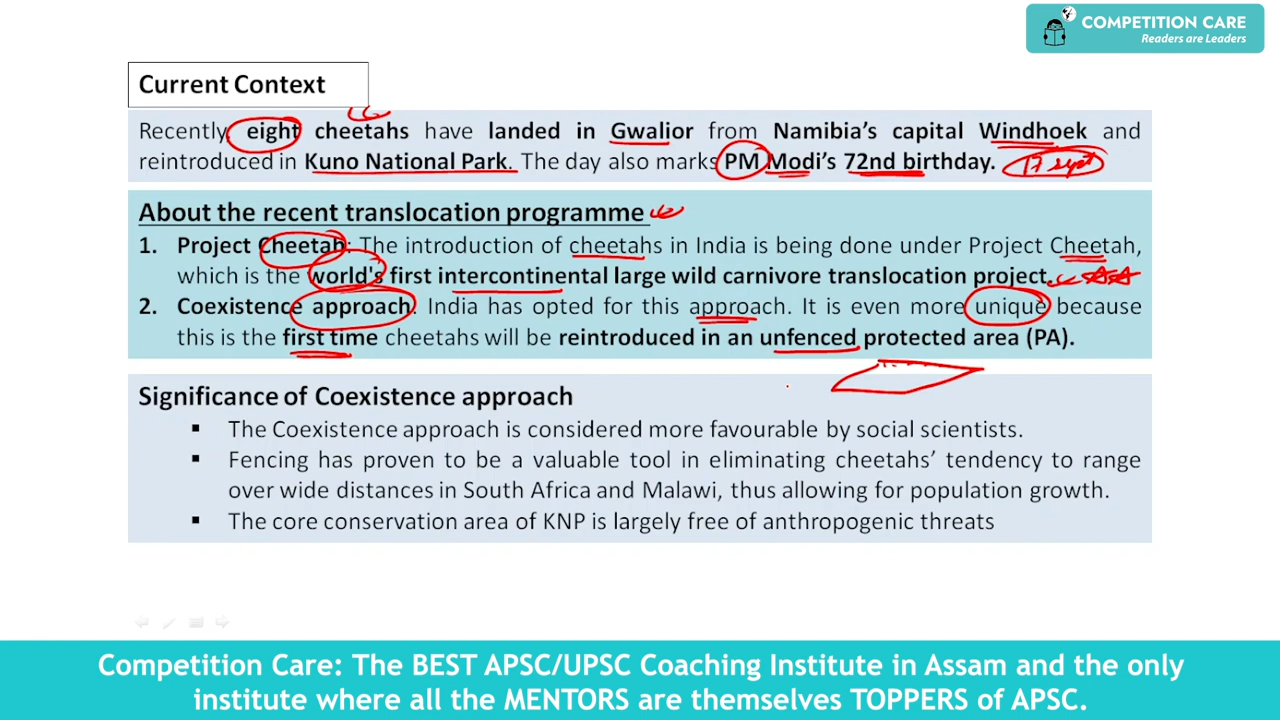 COMPETITION CARE
Readers are Leaders
Current Context
Recently, eight cheetahs have landed in Gwalior from Namibia's capital Windhoek and
reintroduced in Kuno National Park. The day also marks PM Modi's 72nd birthday. 17 sept
About the recent translocation programme
1. Project Cheetah: The introduction of cheetahs in India is being done under Project Cheetah,
which is the world's first intercontinental large wild carnivore translocation project.
2. Coexistence approach: India has opted for this approach. It is even more unique because
this is the first time cheetahs will be reintroduced in an unfenced protected area (PA).
Significance of Coexistence approach
▪ The Coexistence approach is considered more favourable by social scientists.
▪ Fencing has proven to be a valuable tool in eliminating cheetahs’ tendency to range
over wide distances in South Africa and Malawi, thus allowing for population growth.
▪ The core conservation area of KNP is largely free of anthropogenic threats
Competition Care: The BEST APSC/UPSC Coaching Institute in Assam and the only
institute where all the MENTORS are themselves TOPPERS of APSC.